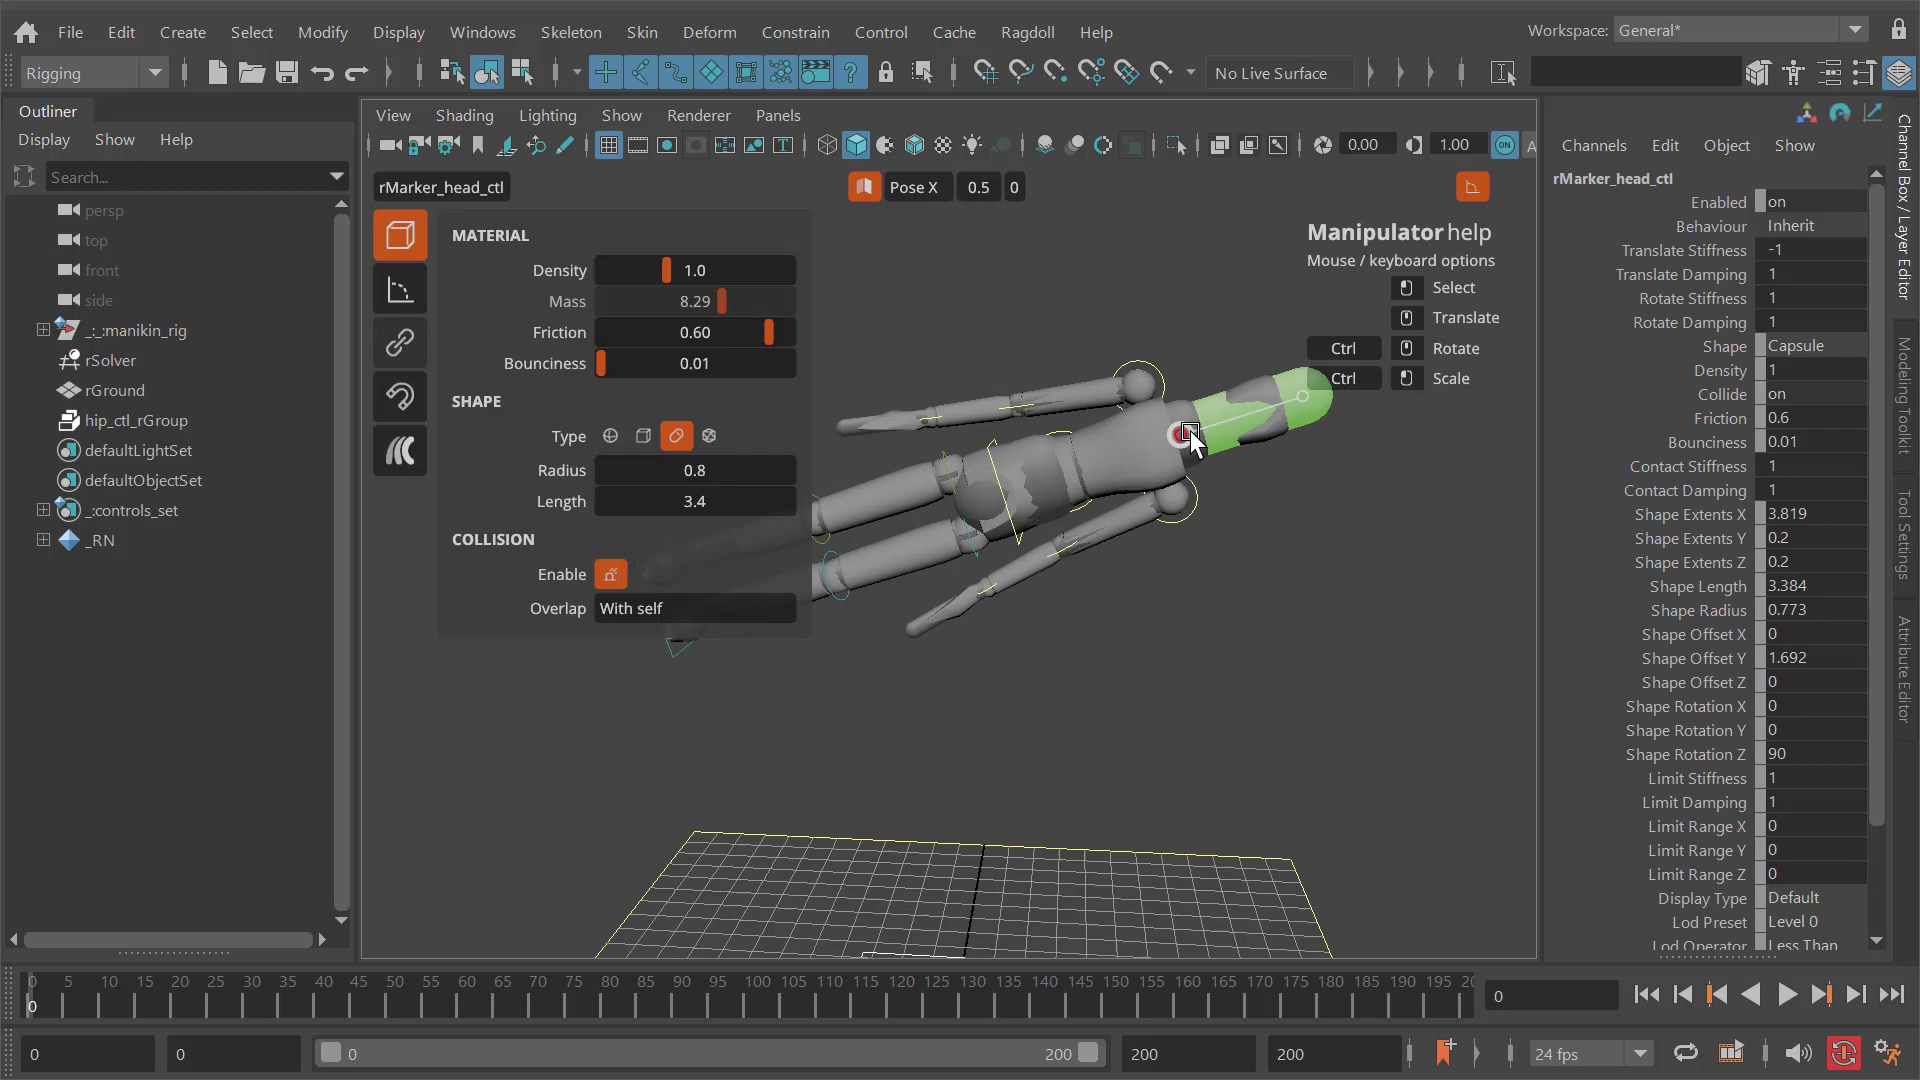 File Edit Create Select Modify Display Windows Skeleton Skin Deform Constrain Control Cache Ragdoll Help
Workspace: General*
Rigging
No Live Surface
Outliner
Display Show Help
Search...
persp
top
front
side
_:_:manikin_rig
rSolver
rGround
hip_ctl_rGroup
defaultLightSet
defaultObjectSet
_:controls_set
_RN
View Shading Lighting Show Renderer Panels
0.00
1.00
ON
A
rMarker_head_ctl
Pose X 0.5 0
MATERIAL
Density 1.0
Mass 8.29
Friction 0.60
Bounciness 0.01
SHAPE
Type
Radius 0.8
Length 3.4
COLLISION
Enable
Overlap With self
Manipulator help
Mouse / keyboard options
Select
Translate
Ctrl Rotate
Ctrl Scale
Channels Edit Object Show
rMarker_head_ctl
Enabled on
Behaviour Inherit
Translate Stiffness -1
Translate Damping 1
Rotate Stiffness 1
Rotate Damping 1
Shape Capsule
Density 1
Collide on
Friction 0.6
Bounciness 0.01
Contact Stiffness 1
Contact Damping 1
Shape Extents X 3.819
Shape Extents Y 0.2
Shape Extents Z 0.2
Shape Length 3.384
Shape Radius 0.773
Shape Offset X 0
Shape Offset Y 1.692
Shape Offset Z 0
Shape Rotation X 0
Shape Rotation Y 0
Shape Rotation Z 90
Limit Stiffness 1
Limit Damping 1
Limit Range X 0
Limit Range Y 0
Limit Range Z 0
Display Type Default
Lod Preset Level 0
Lod Operator Less Than
Channel Box / Layer Editor
Modeling Toolkit
Tool Settings
Attribute Editor
0 5 10 15 20 25 30 35 40 45 50 55 60 65 70 75 80 85 90 95 100 105 110 115 120 125 130 135 140 145 150 155 160 165 170 175 180 185 190 195 20
0
0
0
0
0
200
200
200
24 fps